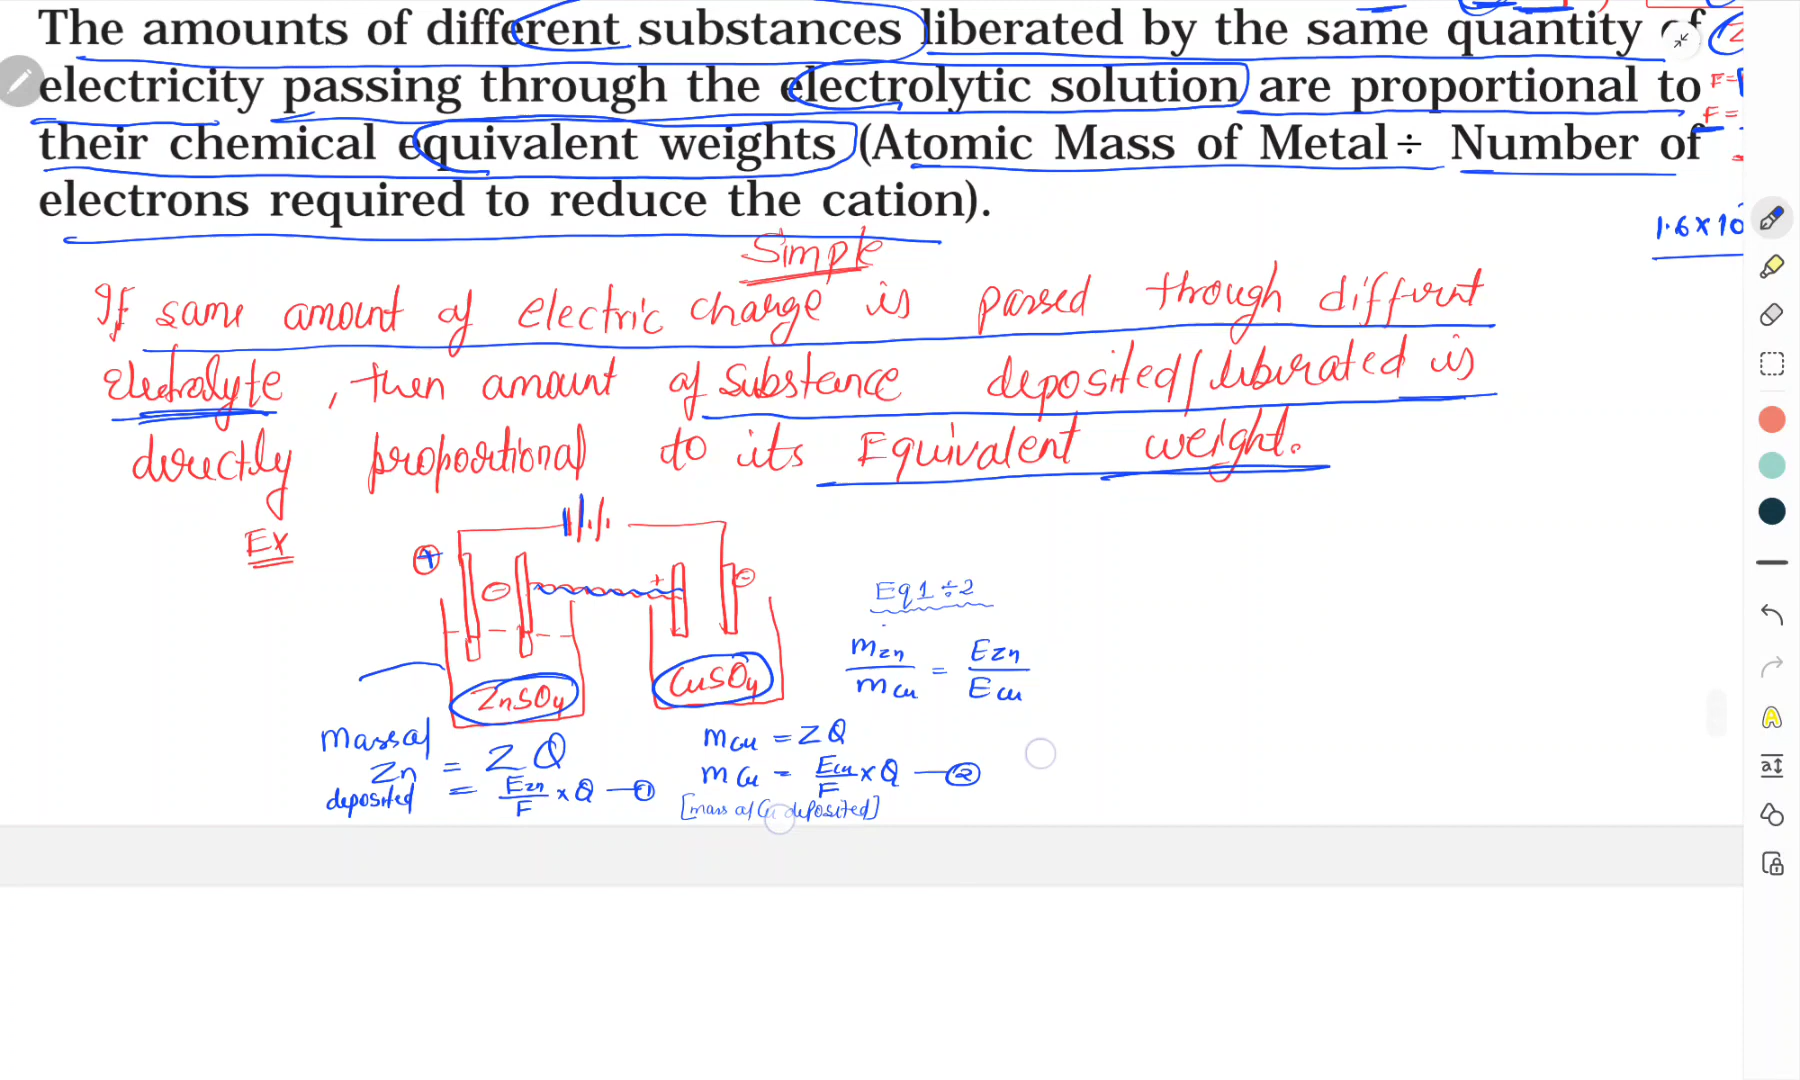 The amounts of different substances liberated by the same quantity of
electricity passing through the electrolytic solution are proportional to
F=
their chemical equivalent weights (Atomic Mass of Metal ÷ Number of
F =
electrons required to reduce the cation).
1.6×10
Simple
If same amount of electric charge is passed through different
Electrolyte, then amount of substance deposited/liberated is
directly proportional to its Equivalent weight.
Ex
+ − + −
ZnSO4 CuSO4
Eq 1 ÷ 2
mZn / mCu = EZn / ECu
Mass of Zn deposited = ZQ
= EZn/F × Q —①
mCu = ZQ
mCu = ECu/F × Q —②
[mass of Cu deposited]
A
a